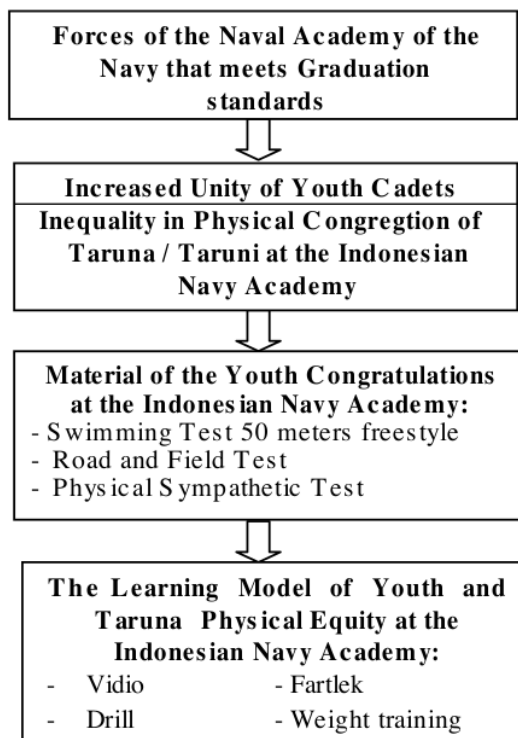 Forces of the Naval Academy of the
Navy that meets Graduation
standards
Increased Unity of Youth Cadets
Inequality in Physical Congregtion of
Taruna / Taruni at the Indonesian
Navy Academy
Material of the Youth Congratulations
at the Indonesian Navy Academy:
- Swimming Test 50 meters freestyle
- Road and Field Test
- Physical Sympathetic Test
The Learning Model of Youth and
Taruna Physical Equity at the
Indonesian Navy Academy:
- Vidio - Fartlek
- Drill - Weight training